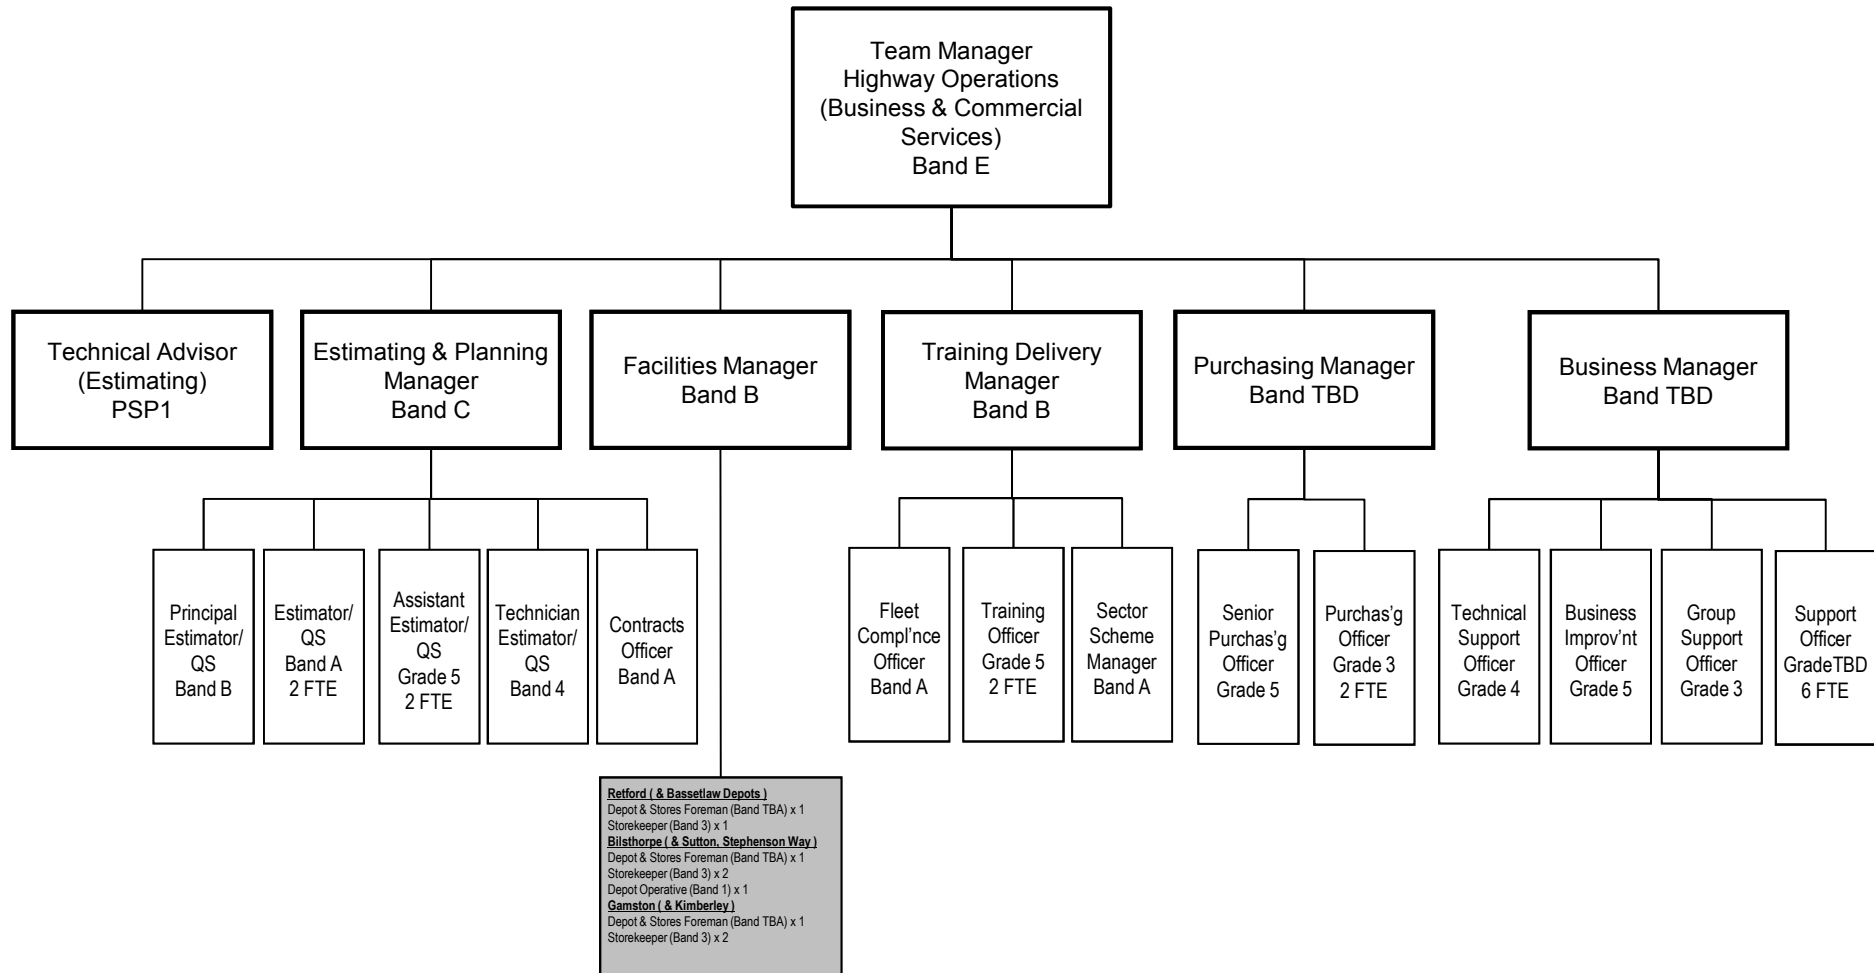 Team Manager
Highway Operations
(Business & Commercial
Services)
Band E
Technical Advisor
(Estimating)
PSP1
Estimating & Planning
Manager
Band C
Facilities Manager
Band B
Training Delivery
Manager
Band B
Purchasing Manager
Band TBD
Business Manager
Band TBD
Principal
Estimator/
QS
Band B
Estimator/
QS
Band A
2 FTE
Assistant
Estimator/
QS
Grade 5
2 FTE
Technician
Estimator/
QS
Band 4
Contracts
Officer
Band A
Fleet
Compl'nce
Officer
Band A
Training
Officer
Grade 5
2 FTE
Sector
Scheme
Manager
Band A
Senior
Purchas'g
Officer
Grade 5
Purchas'g
Officer
Grade 3
2 FTE
Technical
Support
Officer
Grade 4
Business
Improv'nt
Officer
Grade 5
Group
Support
Officer
Grade 3
Support
Officer
GradeTBD
6 FTE
Retford ( & Bassetlaw Depots )
Depot & Stores Foreman (Band TBA) x 1
Storekeeper (Band 3) x 1
Bilsthorpe ( & Sutton, Stephenson Way )
Depot & Stores Foreman (Band TBA) x 1
Storekeeper (Band 3) x 2
Depot Operative (Band 1) x 1
Gamston ( & Kimberley )
Depot & Stores Foreman (Band TBA) x 1
Storekeeper (Band 3) x 2